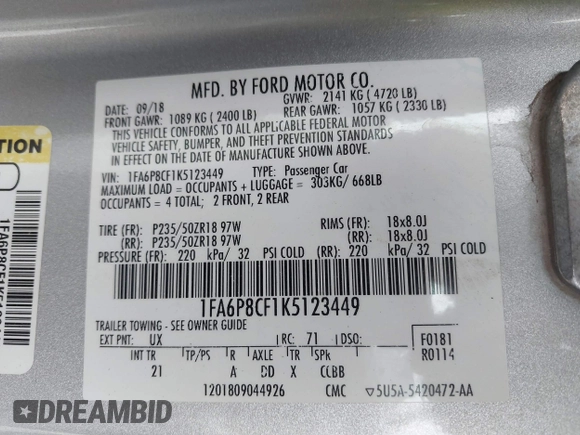 MFD. BY FORD MOTOR CO.
DATE: 09/18 GVWR: 2141 KG ( 4720 LB)
FRONT GAWR: 1089 KG ( 2400 LB) REAR GAWR: 1057 KG ( 2330 LB)
THIS VEHICLE CONFORMS TO ALL APPLICABLE FEDERAL MOTOR
VEHICLE SAFETY, BUMPER, AND THEFT PREVENTION STANDARDS
IN EFFECT ON THE DATE OF MANUFACTURE SHOWN ABOVE.
VIN: 1FA6P8CF1K5123449 TYPE: Passenger Car
MAXIMUM LOAD = OCCUPANTS + LUGGAGE = 303KG/ 668LB
OCCUPANTS = 4 TOTAL; 2 FRONT, 2 REAR
TIRE (FR): P235/50ZR18 97W RIMS (FR): 18x8.0J
(RR): P235/50ZR18 97W (RR): 18x8.0J
PRESSURE (FR): 220 kPa/ 32 PSI COLD (RR): 220 kPa/ 32 PSI COLD
1FA6P8CF1K5123449
TRAILER TOWING - SEE OWNER GUIDE
EXT PNT: UX RC: 71 DSO: F0181
INT TR TP/PS R AXLE TR SPR R0114
21 A DD X CCBB
1201809044926 CMC ▽5U5A-5420472-AA
TION
DREAMBID